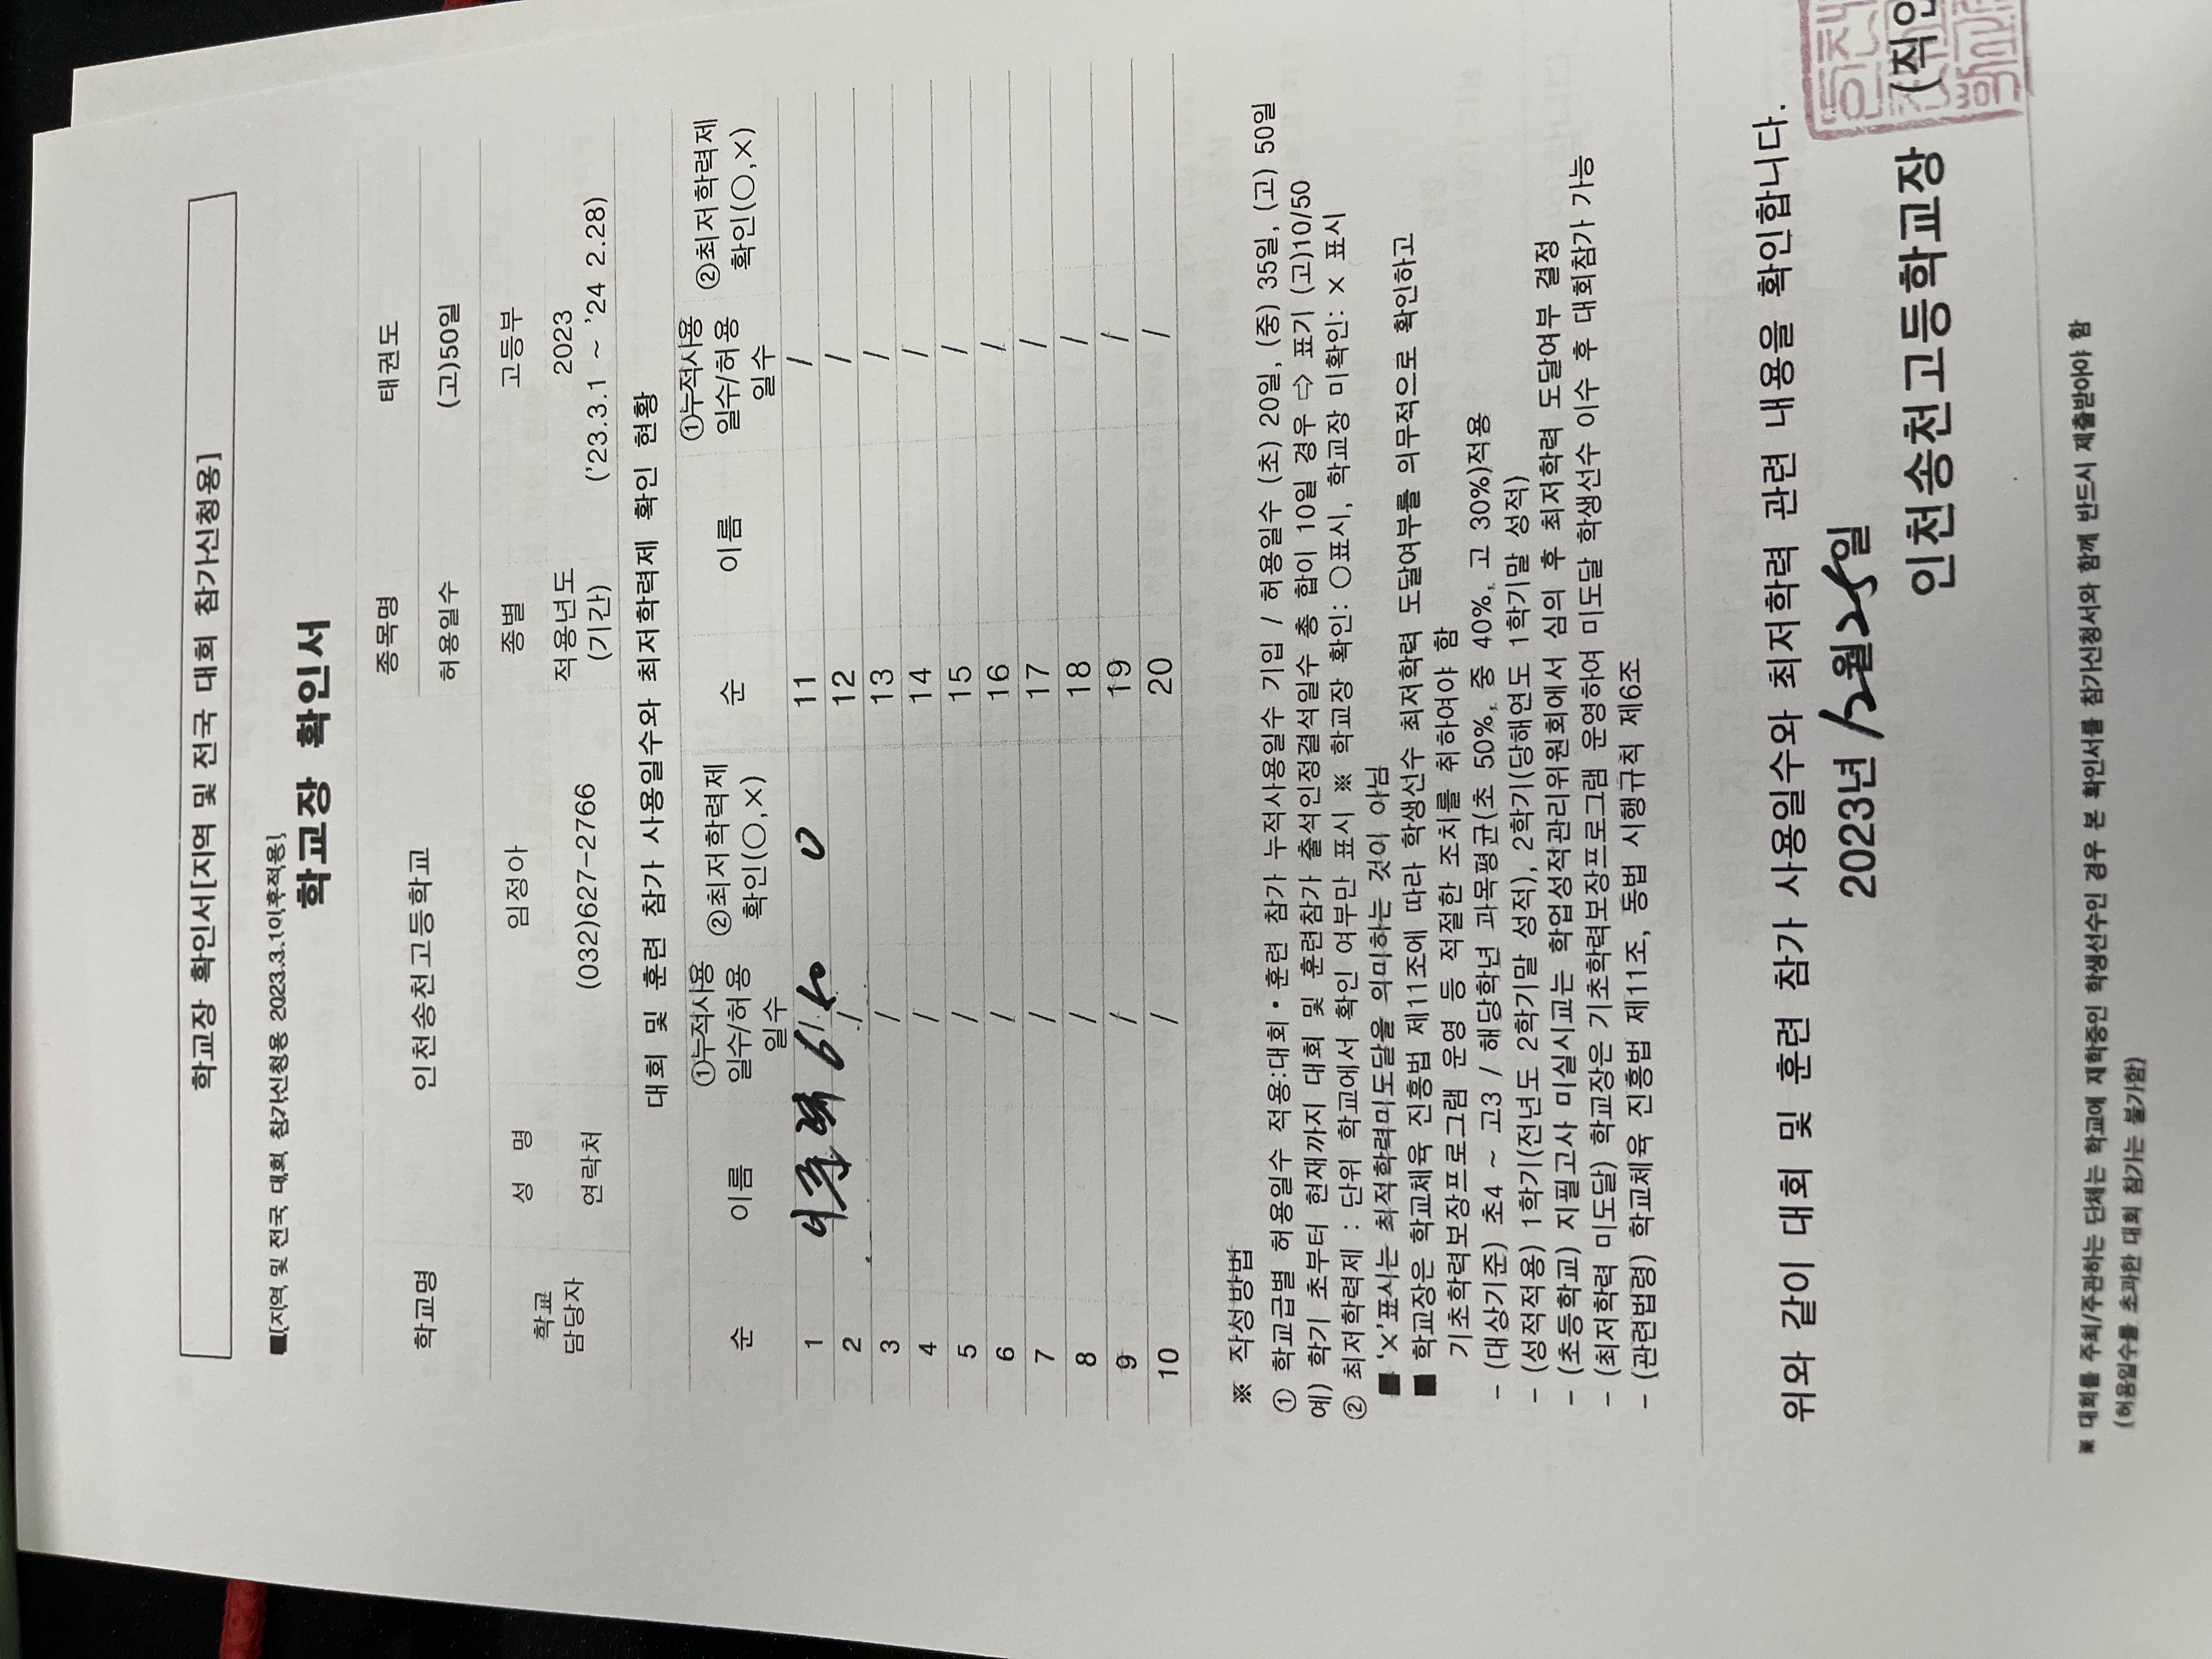 학교장 확인서[지역 및 전국 대회 참가신청용]
■[지역 및 전국 대회 참가신청용 2023.3.1이후적용]
학교장 확인서
학교명 인천송천고등학교 종목명 태권도
허용일수 (고)50일
학교 담당자 성 명 임정아 종별 고등부
연락처 (032)627-2766 적용년도 (기간) 2023 ('23.3.1 ~ '24 2.28)
대회 및 훈련 참가 사용일수와 최저학력제 확인 현황
순 이름 ①누적사용일수/허용일수 ②최저학력제 확인(○,×) 순 이름 ①누적사용일수/허용일수 ②최저학력제 확인(○,×)
1 6/50 0 11 /
2 / 12 /
3 / 13 /
4 / 14 /
5 / 15 /
6 / 16 /
7 / 17 /
8 / 18 /
9 / 19 /
10 / 20 /
※ 작성방법
① 학교급별 허용일수 적용:대회・훈련 참가 누적사용일수 기입 / 허용일수 (초) 20일, (중) 35일, (고) 50일
예) 학기 초부터 현재까지 대회 및 훈련참가 출석인정결석일수 총 합이 10일 경우 ⇨ 표기 (고)10/50
② 최저학력제 : 단위 학교에서 확인 여부만 표시 ※ 학교장 확인: ○표시, 학교장 미확인: × 표시
■ '×'표시는 최저학력미도달을 의미하는 것이 아님
■ 학교장은 학교체육 진흥법 제11조에 따라 학생선수 최저학력 도달여부를 의무적으로 확인하고
기초학력보장프로그램 운영 등 적절한 조치를 취하여야 함
- (대상기준) 초4 ~ 고3 / 해당학년 과목평균(초 50%, 중 40%, 고 30%)적용
- (성적적용) 1학기(전년도 2학기말 성적), 2학기(당해연도 1학기말 성적)
- (초등학교) 지필고사 미실시교는 학업성적관리위원회에서 심의 후 최저학력 도달여부 결정
- (최저학력 미도달) 학교장은 기초학력보장프로그램 운영하여 미도달 학생선수 이수 후 대회참가 가능
- (관련법령) 학교체육 진흥법 제11조, 동법 시행규칙 제6조
위와 같이 대회 및 훈련 참가 사용일수와 최저학력 관련 내용을 확인합니다.
2023년 12월25일
인천송천고등학교장 (직인
※ 대회를 주최/주관하는 단체는 학교에 재학중인 학생선수인 경우 본 확인서를 참가신청서와 함께 반드시 제출받아야 함
(허용일수를 초과한 대회 참가는 불가함)